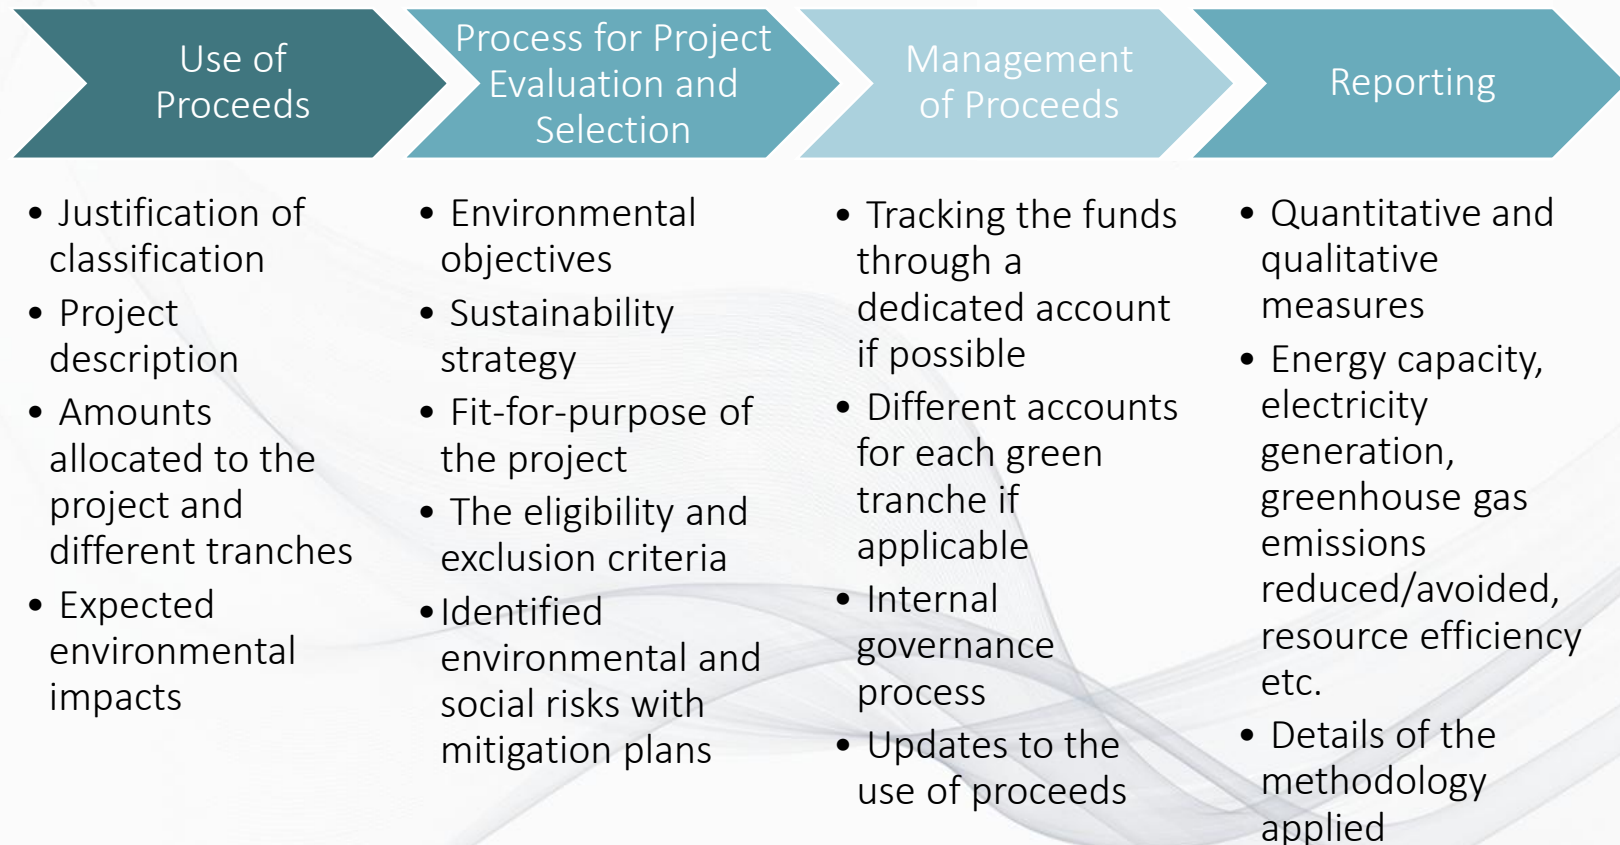 Use of
Proceeds
Process for Project
Evaluation and
Selection
Management
of Proceeds
Reporting
• Justification of
classification
• Project
description
• Amounts
allocated to the
project and
different tranches
• Expected
environmental
impacts
• Environmental
objectives
• Sustainability
strategy
• Fit-for-purpose of
the project
• The eligibility and
exclusion criteria
•Identified
environmental and
social risks with
mitigation plans
• Tracking the funds
through a
dedicated account
if possible
• Different accounts
for each green
tranche if
applicable
• Internal
governance
process
• Updates to the
use of proceeds
• Quantitative and
qualitative
measures
• Energy capacity,
electricity
generation,
greenhouse gas
emissions
reduced/avoided,
resource efficiency
etc.
• Details of the
methodology
applied